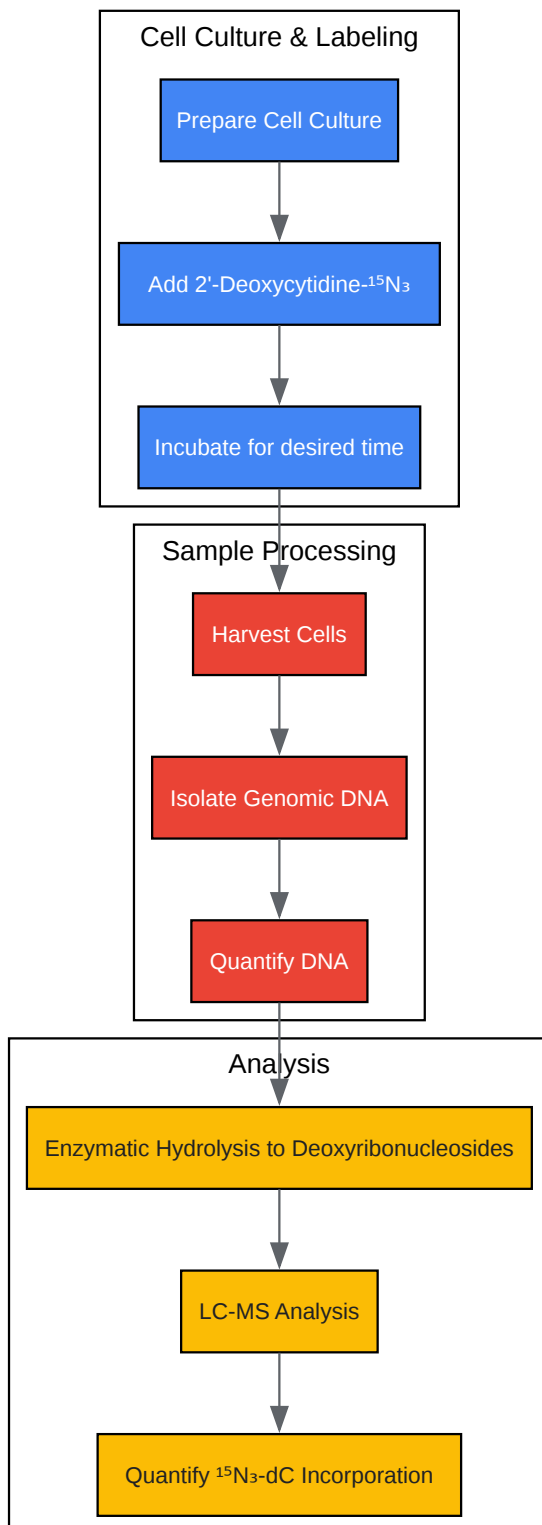 Cell Culture & Labeling
Prepare Cell Culture
Add 2'-Deoxycytidine-¹⁵N₃
Incubate for desired time
Sample Processing
Harvest Cells
Isolate Genomic DNA
Quantify DNA
Analysis
Enzymatic Hydrolysis to Deoxyribonucleosides
LC-MS Analysis
Quantify ¹⁵N₃-dC Incorporation